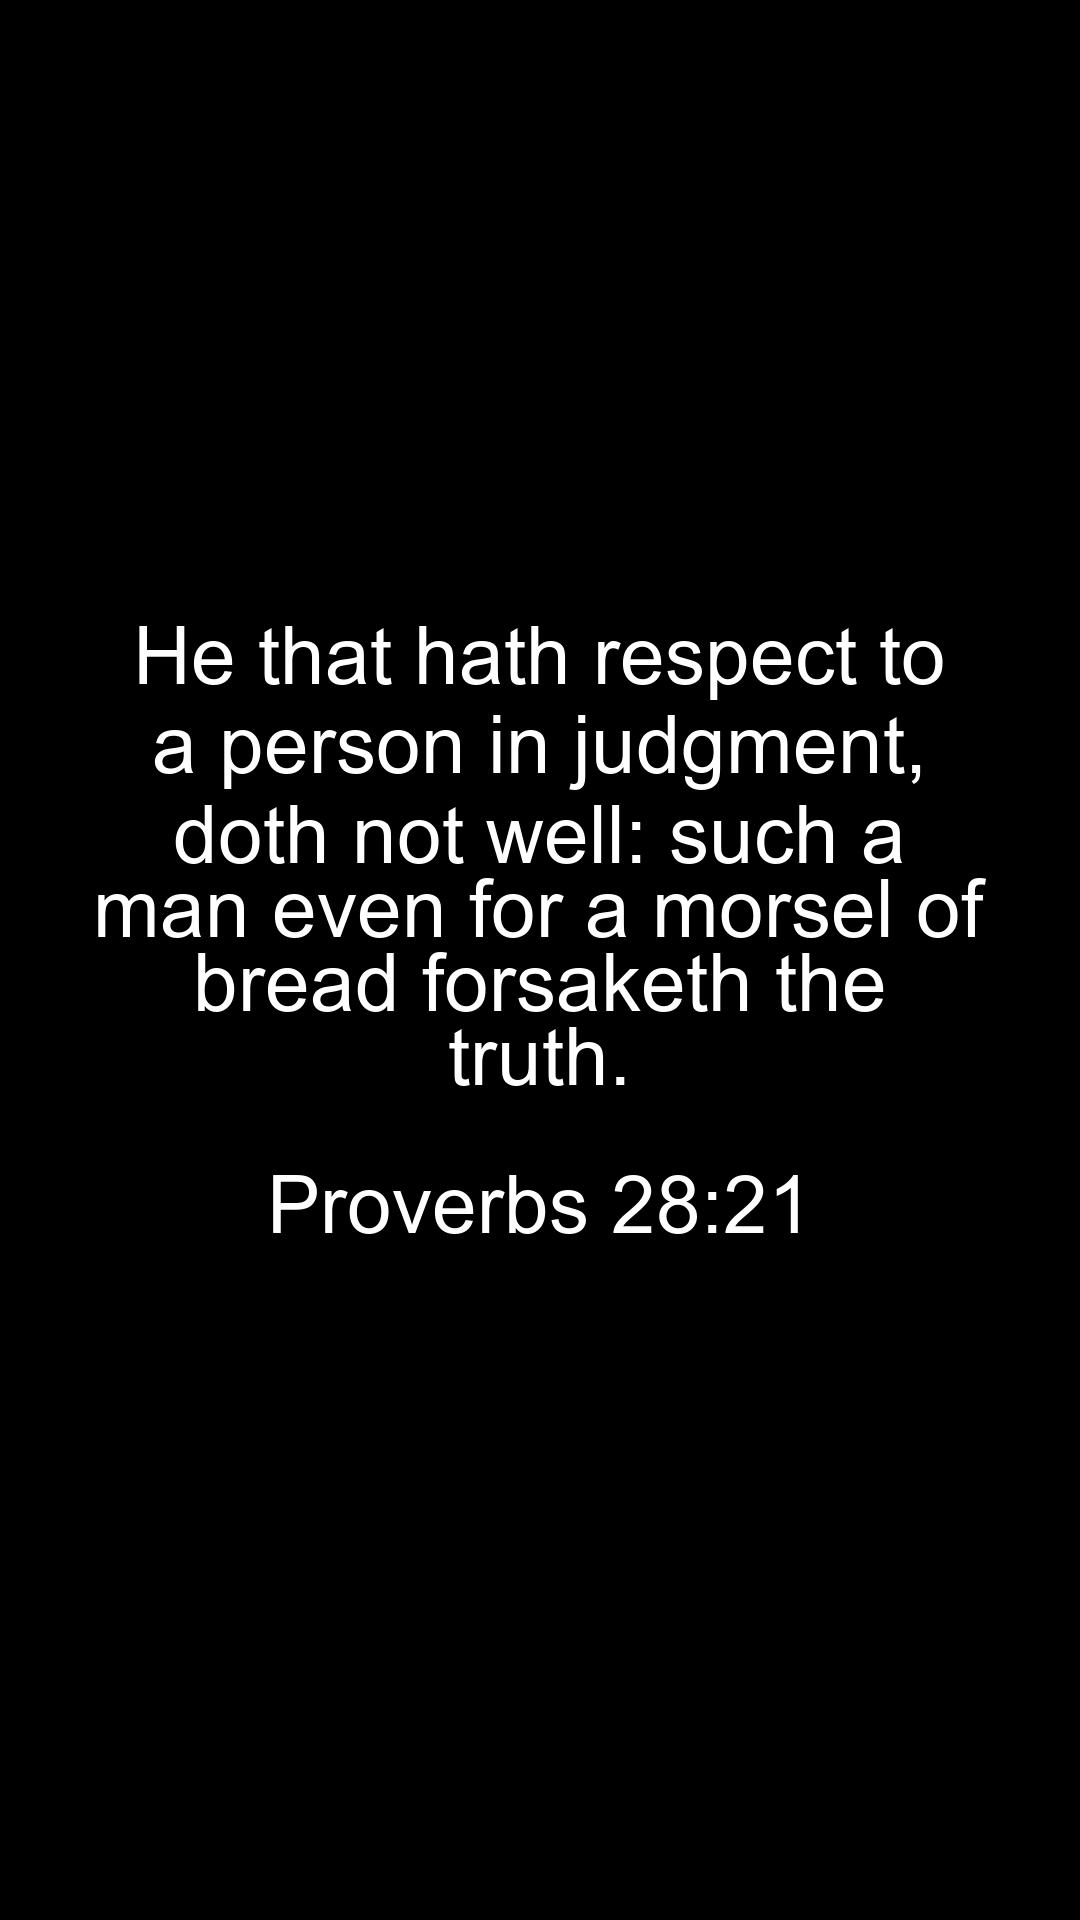 He that hath respect to
a person in judgment,
doth not well: such a
man even for a morsel of
bread forsaketh the
truth.
Proverbs 28:21